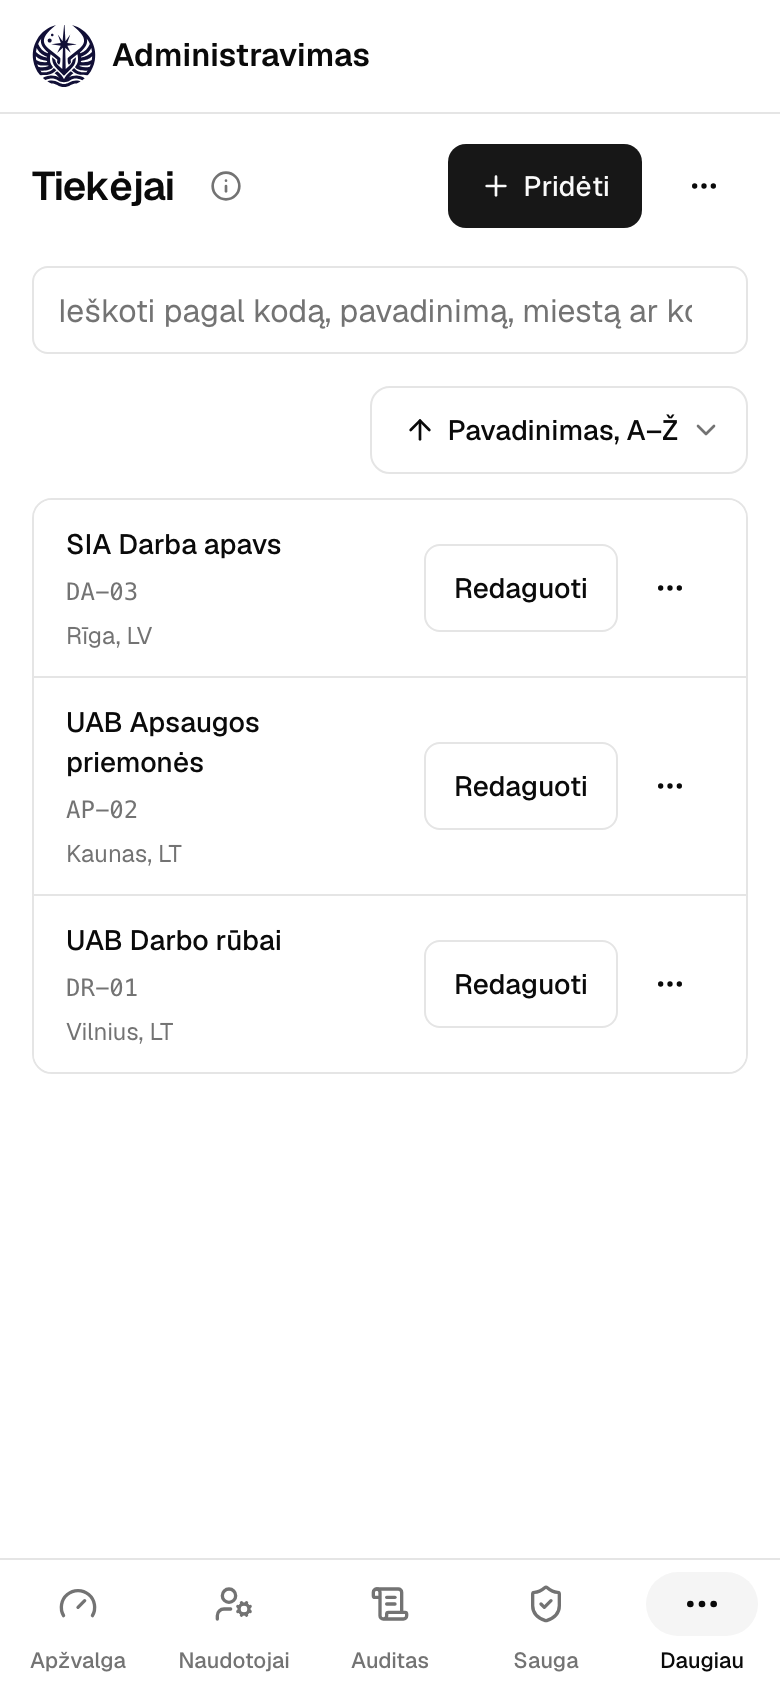 Administravimas
Tiekėjai
Pridėti
Ieškoti pagal kodą, pavadinimą, miestą ar
Pavadinimas, A–Ž
SIA Darba apavs
DA–03
Rīga, LV
Redaguoti
UAB Apsaugos
priemonės
AP–02
Kaunas, LT
Redaguoti
UAB Darbo rūbai
DR–01
Vilnius, LT
Redaguoti
Apžvalga
Naudotojai
Auditas
Sauga
Daugiau